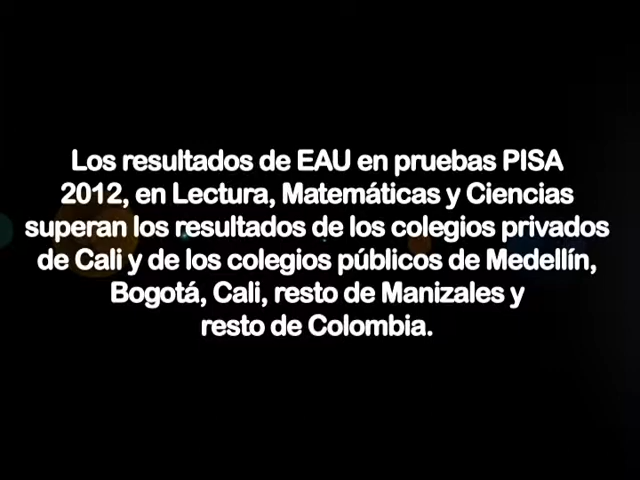 Los resultados de EAU en pruebas PISA
2012, en Lectura, Matemáticas y Ciencias
superan los resultados de los colegios privados
de Cali y de los colegios públicos de Medellín,
Bogotá, Cali, resto de Manizales y
resto de Colombia.